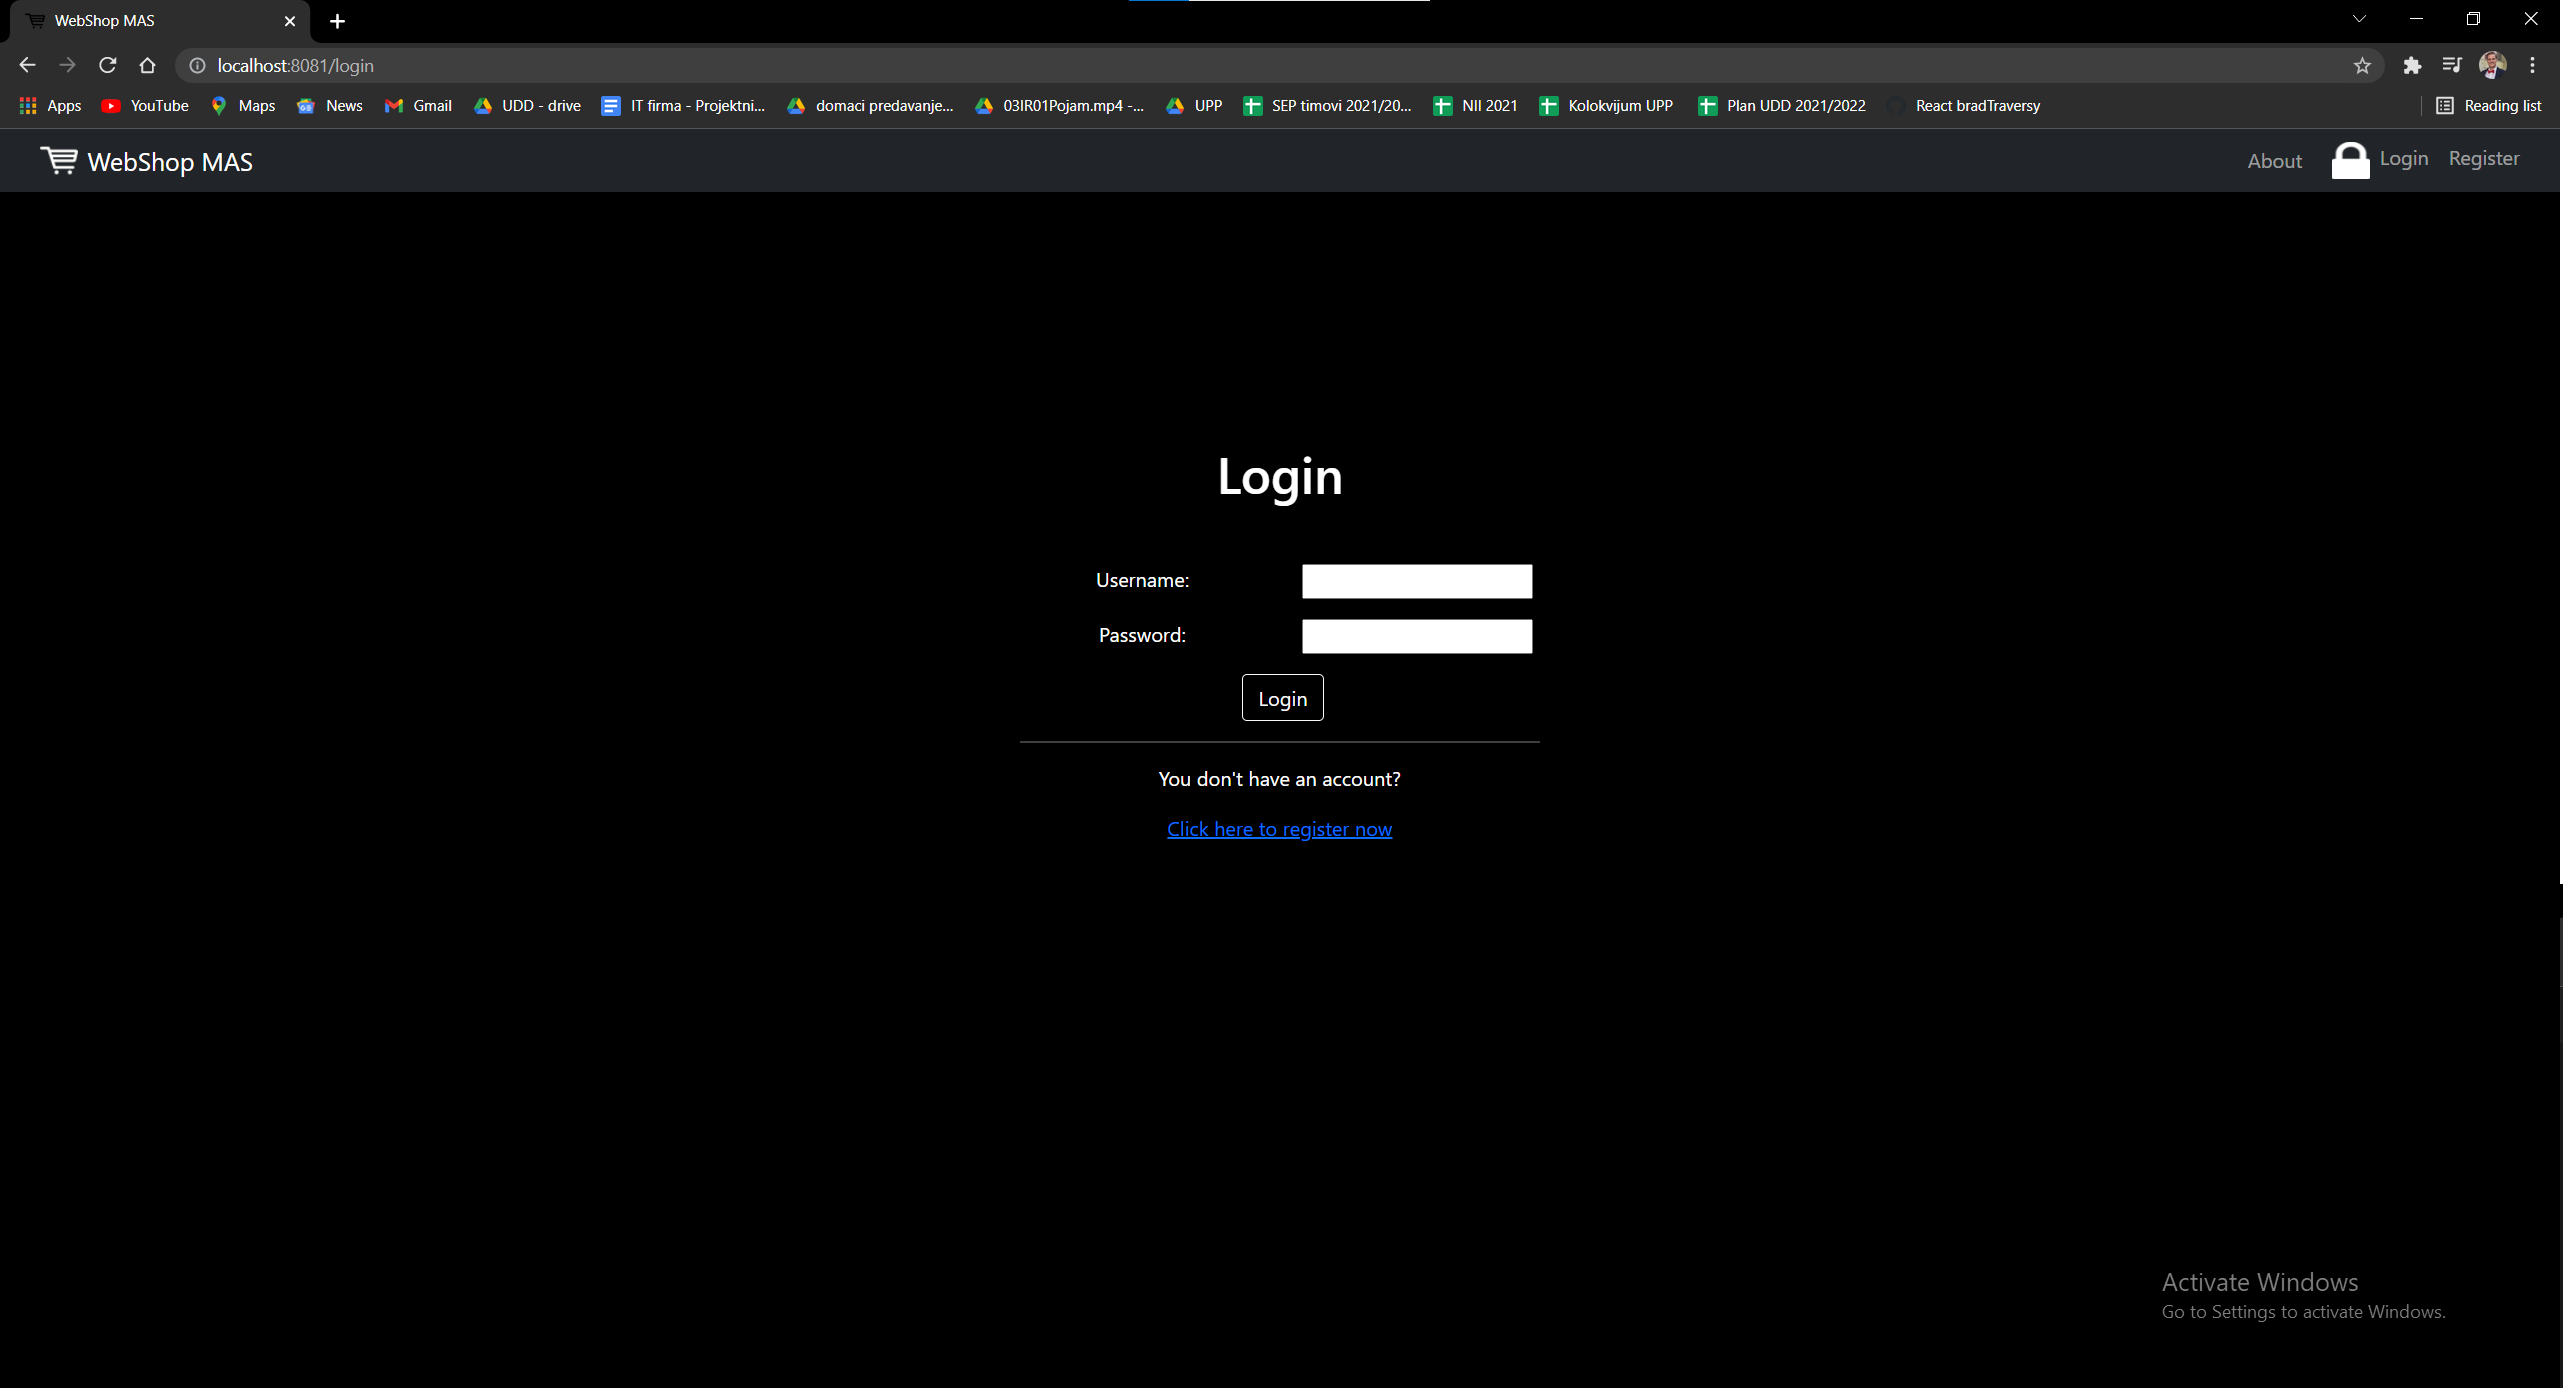 WebShop MAS
localhost:8081/login
Apps YouTube Maps News Gmail UDD - drive IT firma - Projektni... domaci predavanje... 03IR01Pojam.mp4 -... UPP SEP timovi 2021/20... NII 2021 Kolokvijum UPP Plan UDD 2021/2022 React bradTraversy Reading list
WebShop MAS About Login Register
Login
Username:
Password:
Login
You don't have an account?
Click here to register now
Activate Windows
Go to Settings to activate Windows.